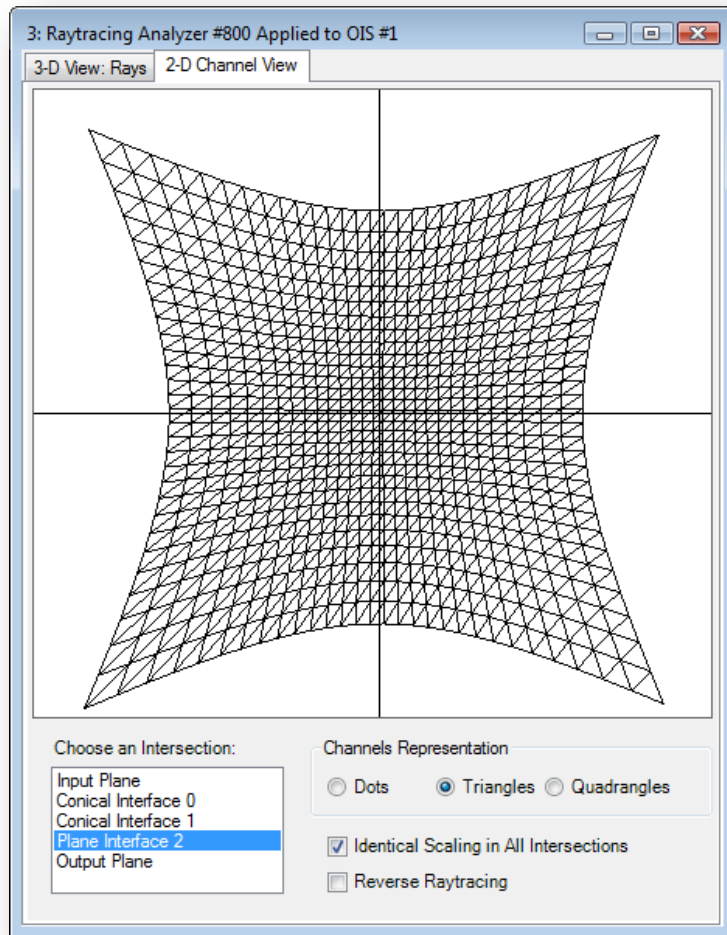 3: Raytracing Analyzer #800 Applied to OIS #1
3-D View: Rays
2-D Channel View
Choose an Intersection:
Input Plane
Conical Interface 0
Conical Interface 1
Plane Interface 2
Output Plane
Channels Representation
Dots
Triangles
Quadrangles
Identical Scaling in All Intersections
Reverse Raytracing